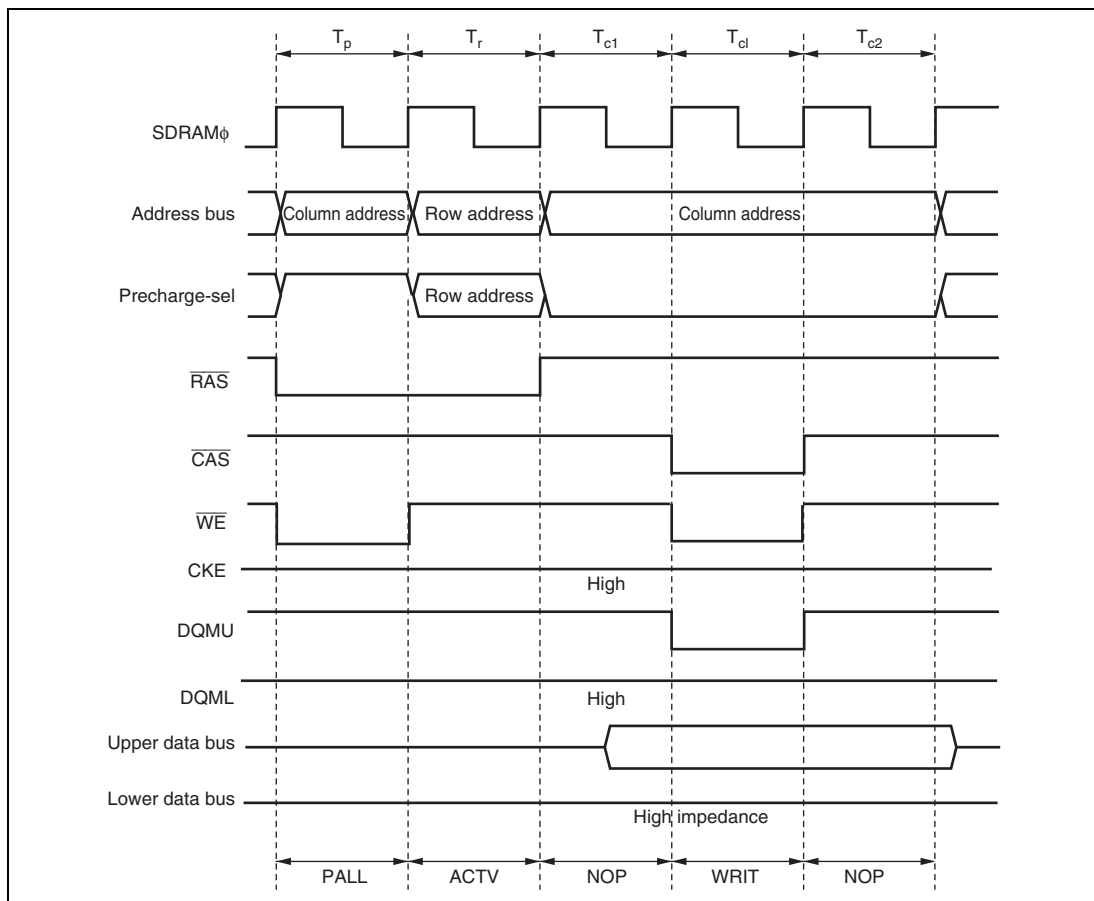 Tp Tr Tc1 Tcl Tc2
SDRAMφ
Address bus Column address Row address Column address
Precharge-sel Row address
RAS
CAS
WE
CKE High
DQMU
DQML High
Upper data bus
Lower data bus High impedance
PALL ACTV NOP WRIT NOP